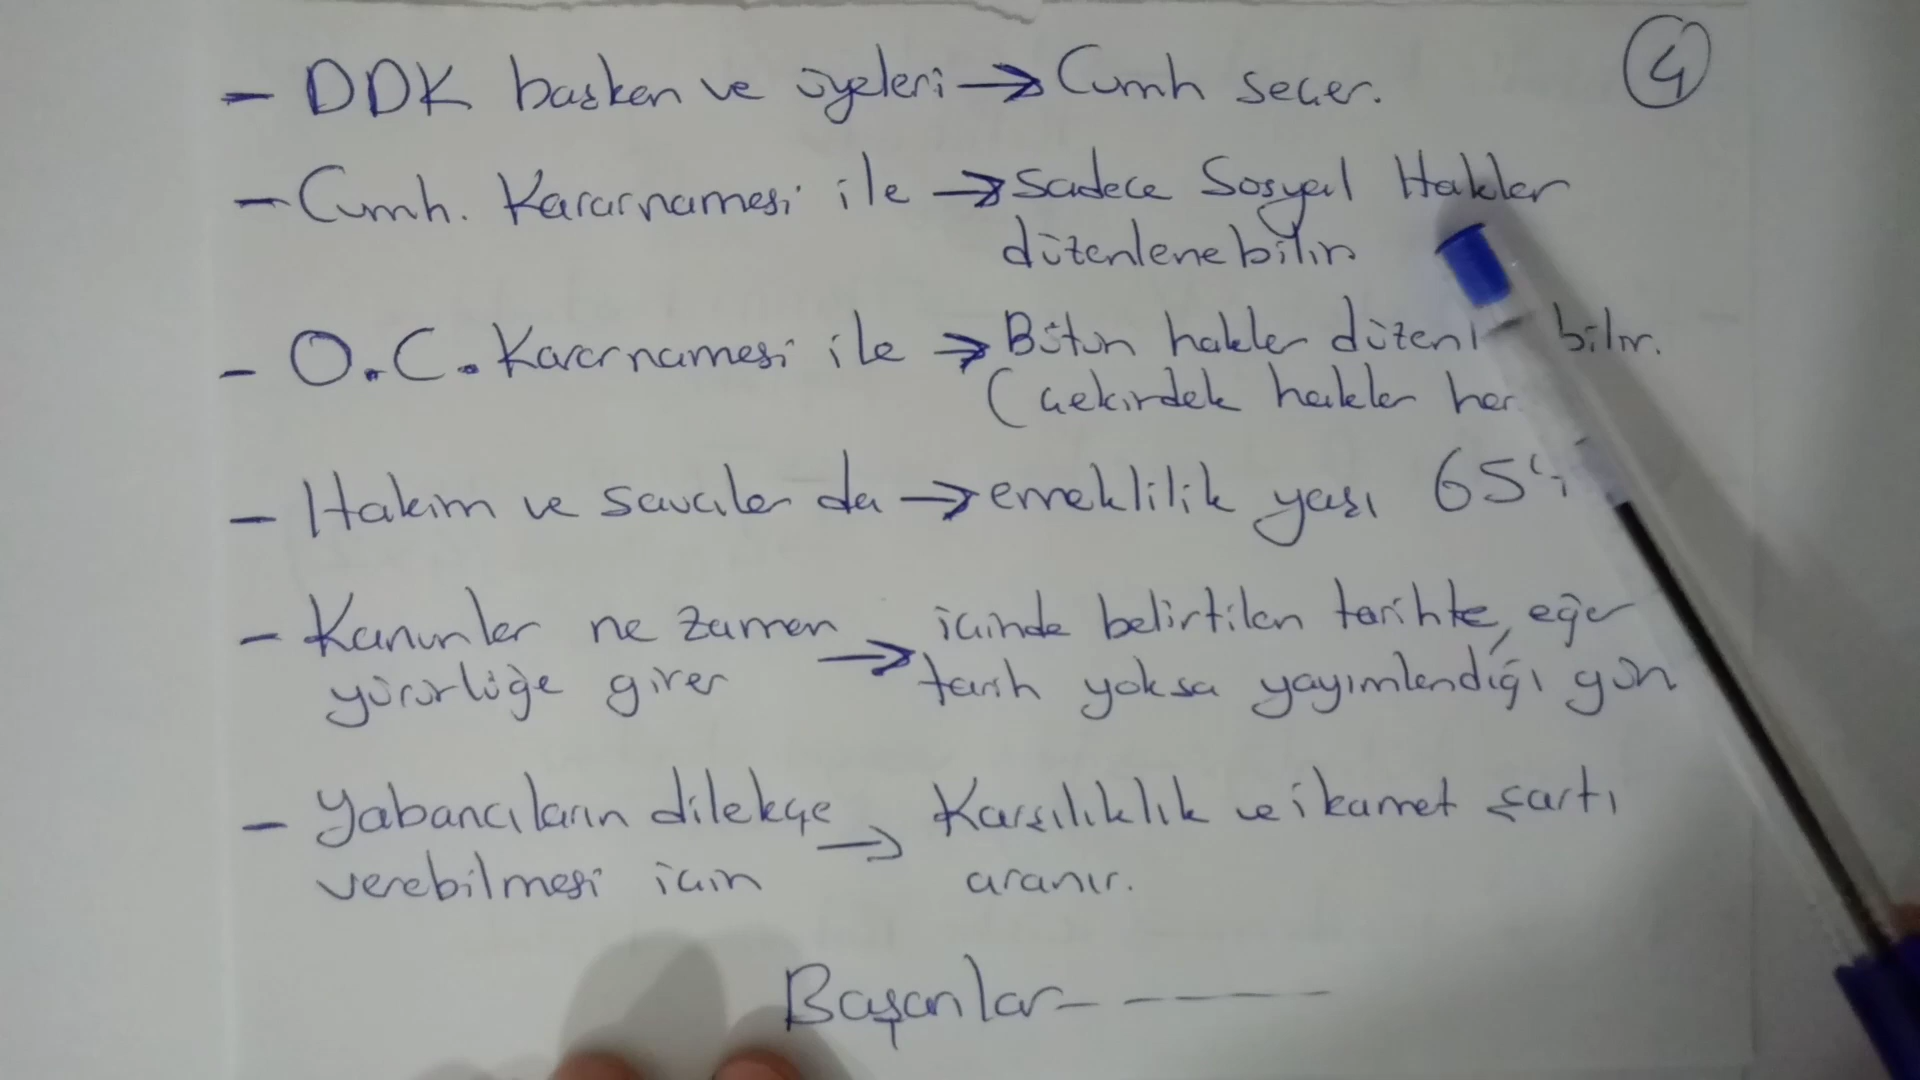 ④
- DDK başkan ve üyeleri → Cumh seçer.
- Cumh. Kararnamesi ile → Sadece Sosyal Haklar
düzenlenebilir
- O.C. Kararnamesi ile → Bütün haklar düzenl bilir.
(çekirdek haklar har
- Hakim ve savcılar da → emeklilik yaşı 65'
- Kanunlar ne zaman → içinde belirtilen tarihte, eğer
yürürlüğe girer tarih yoksa yayımlandığı gün
- Yabancıların dilekçe → Karşılıklılık ve ikamet şartı
verebilmesi için aranır.
Başarılar